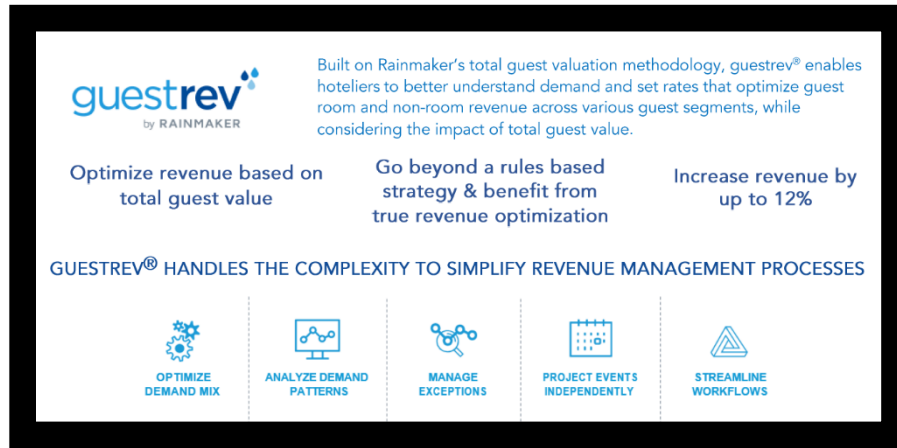 guestrev
by RAINMAKER
Built on Rainmaker's total guest valuation methodology, guestrev® enables
hoteliers to better understand demand and set rates that optimize guest
room and non-room revenue across various guest segments, while
considering the impact of total guest value.
Optimize revenue based on
total guest value
Go beyond a rules based
strategy & benefit from
true revenue optimization
Increase revenue by
up to 12%
GUESTREV® HANDLES THE COMPLEXITY TO SIMPLIFY REVENUE MANAGEMENT PROCESSES
OPTIMIZE
DEMAND MIX
ANALYZE DEMAND
PATTERNS
MANAGE
EXCEPTIONS
PROJECT EVENTS
INDEPENDENTLY
STREAMLINE
WORKFLOWS